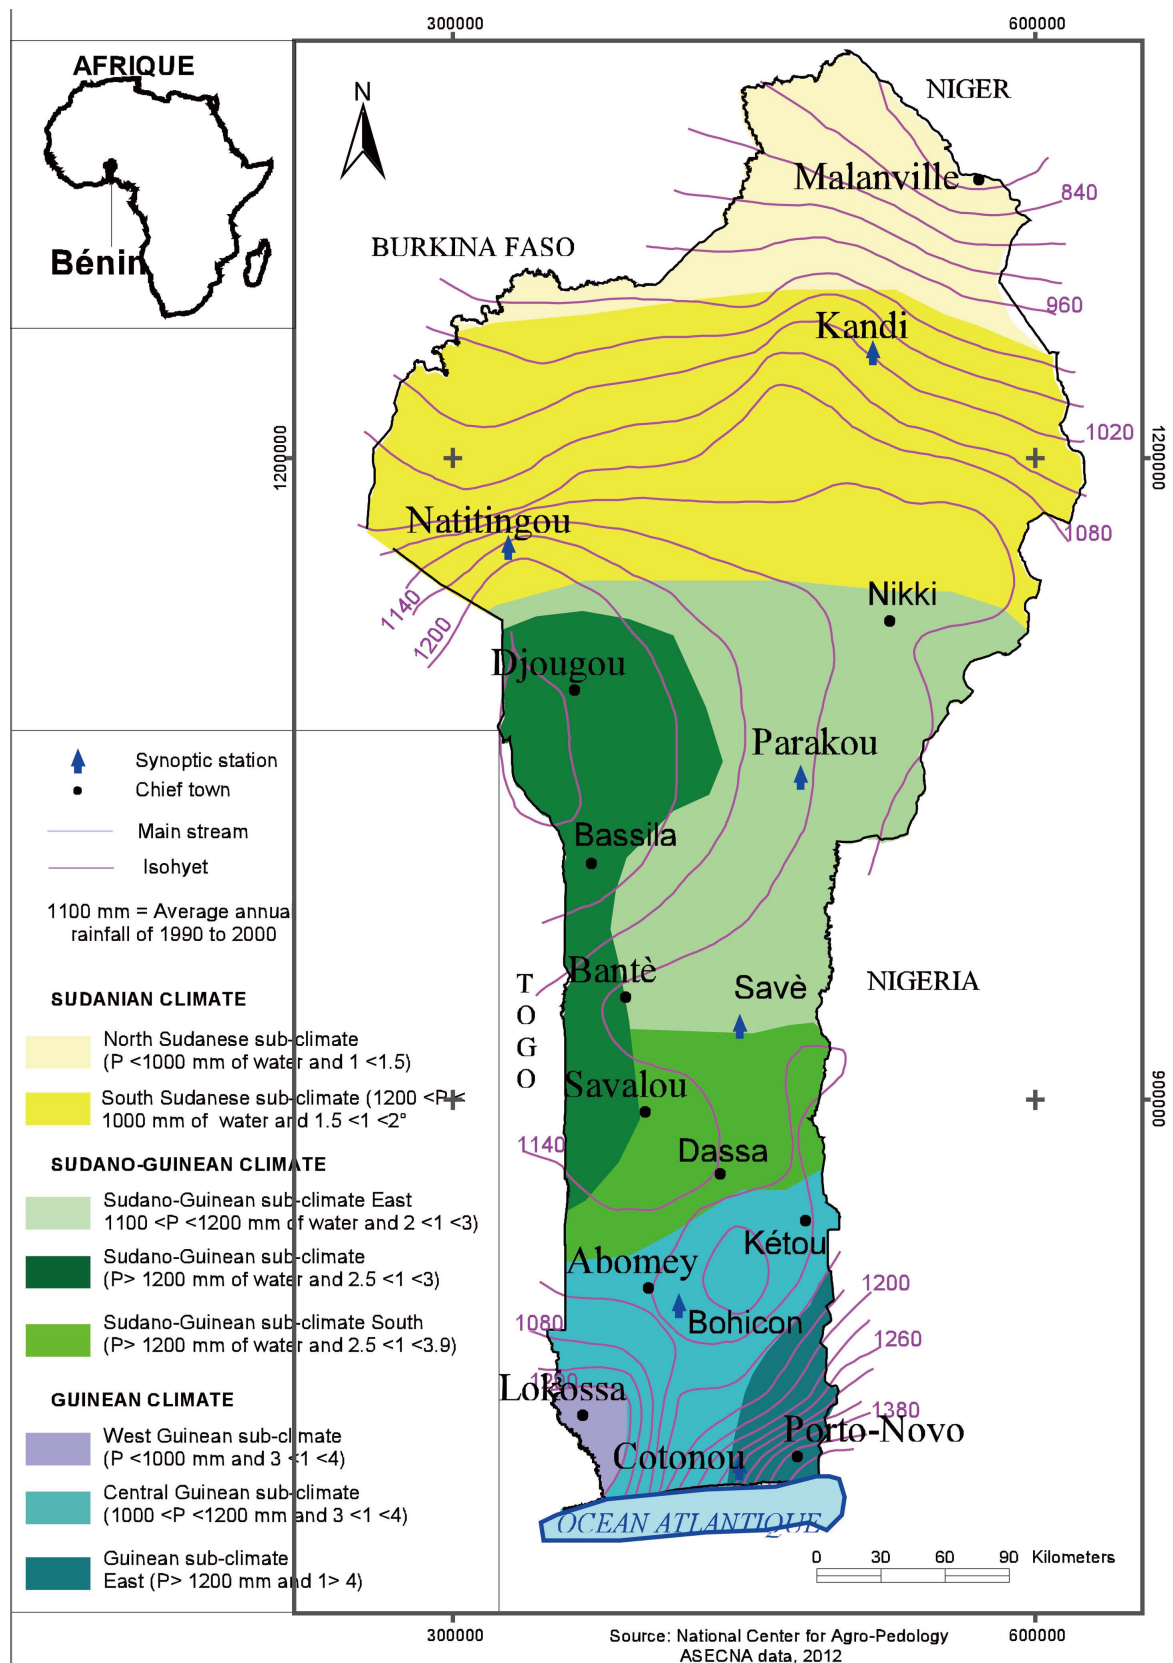 300000
600000
AFRIQUE
Bénin
N
NIGER
Malanville
840
BURKINA FASO
960
Kandi
1020
1200000
1200000
Natitingou
1080
1140
1200
Nikki
Djougou
Parakou
Synoptic station
Chief town
Main stream
Isohyet
1100 mm = Average annua
rainfall of 1990 to 2000
Bassila
TOGO
Bantè
Savè
NIGERIA
SUDANIAN CLIMATE
North Sudanese sub-climate
(P <1000 mm of water and 1 <1.5)
South Sudanese sub-climate (1200 <P <
1000 mm of water and 1.5 <1 <2°
Savalou
900000
1140
Dassa
SUDANO-GUINEAN CLIMATE
Sudano-Guinean sub-climate East
1100 <P <1200 mm of water and 2 <1 <3)
Sudano-Guinean sub-climate
(P> 1200 mm of water and 2.5 <1 <3)
Sudano-Guinean sub-climate South
(P> 1200 mm of water and 2.5 <1 <3.9)
Kétou
Abomey
1200
1080
Bohicon
1260
1200
Lokossa
1380
Porto-Novo
Cotonou
GUINEAN CLIMATE
West Guinean sub-climate
(P <1000 mm and 3 <1 <4)
Central Guinean sub-climate
(1000 <P <1200 mm and 3 <1 <4)
Guinean sub-climate
East (P> 1200 mm and 1> 4)
OCEAN ATLANTIQUE
0 30 60 90 Kilometers
300000
600000
Source: National Center for Agro-Pedology
ASECNA data, 2012